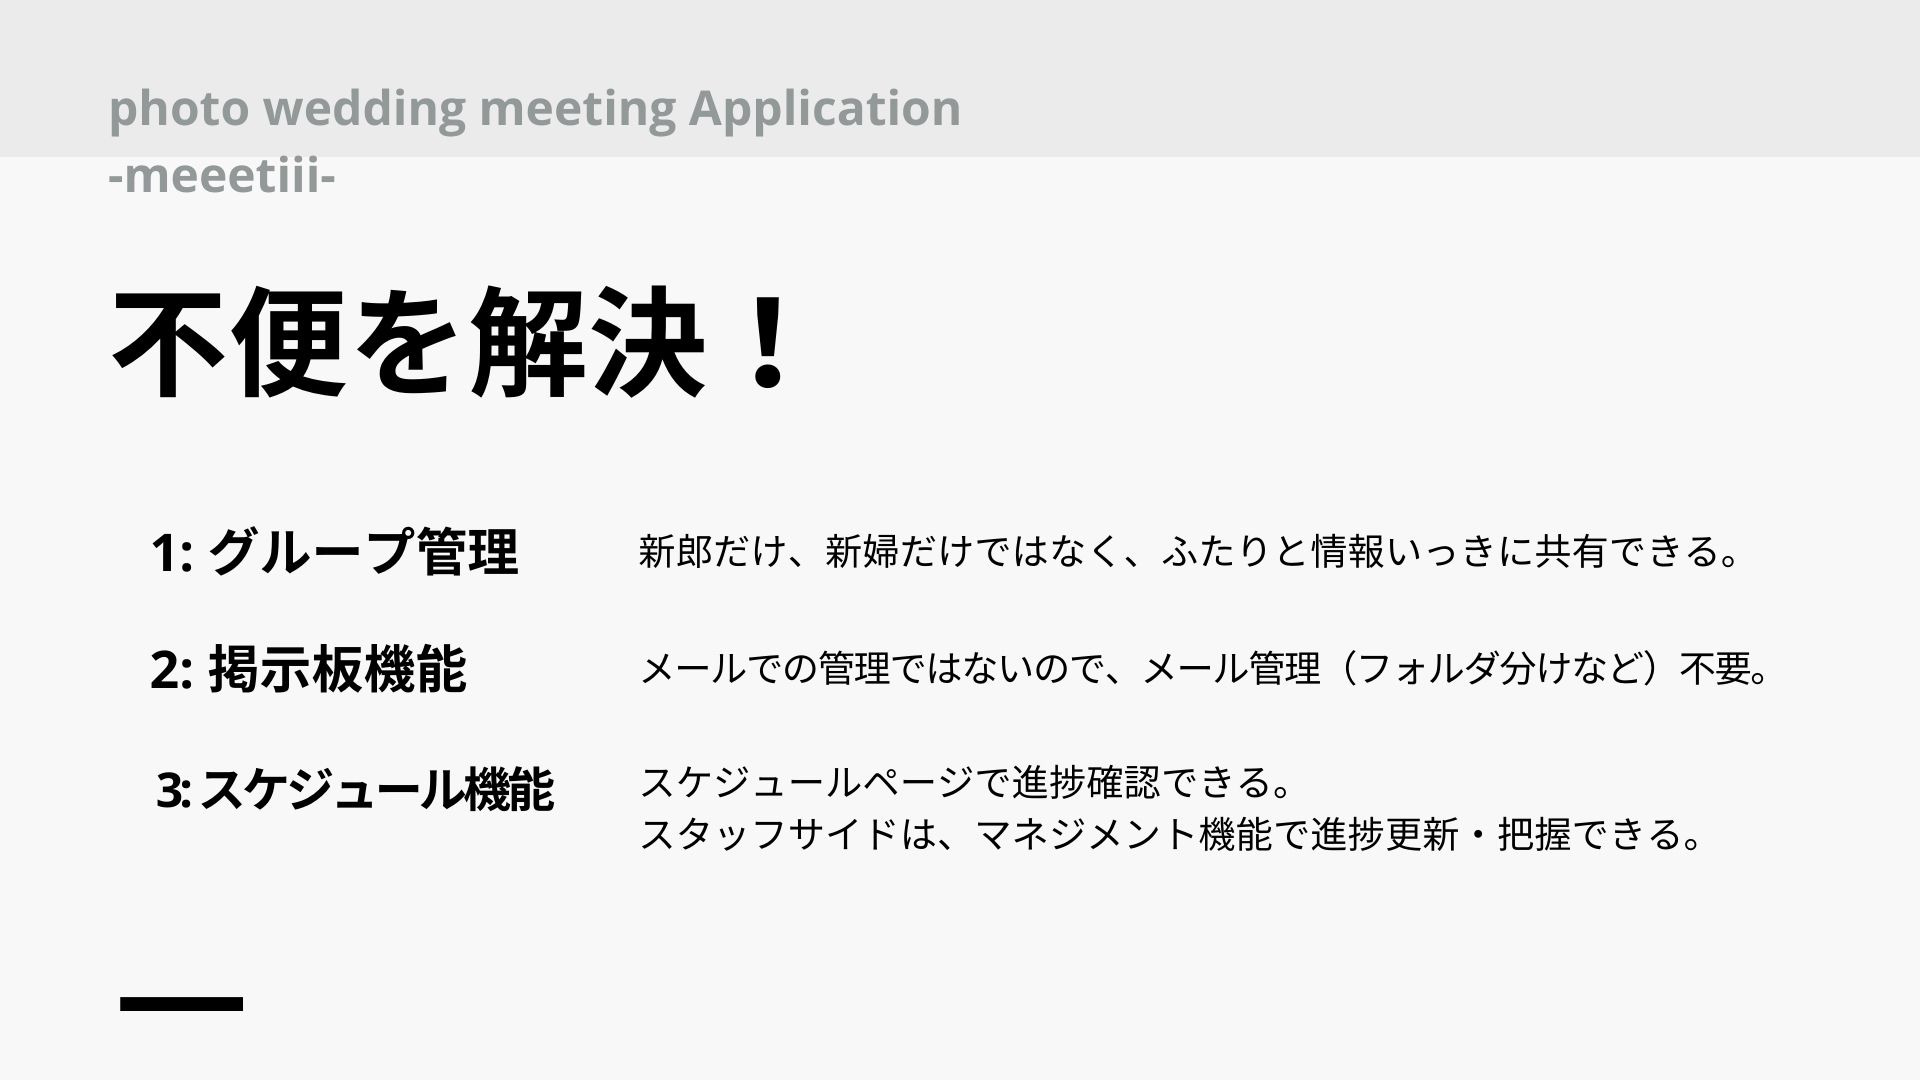 photo wedding meeting Application
-meeetiii-
不便を解決！
1: グループ管理
新郎だけ、新婦だけではなく、ふたりと情報いっきに共有できる。
2: 掲示板機能
メールでの管理ではないので、メール管理（フォルダ分けなど）不要。
3: スケジュール機能
スケジュールページで進捗確認できる。
スタッフサイドは、マネジメント機能で進捗更新・把握できる。